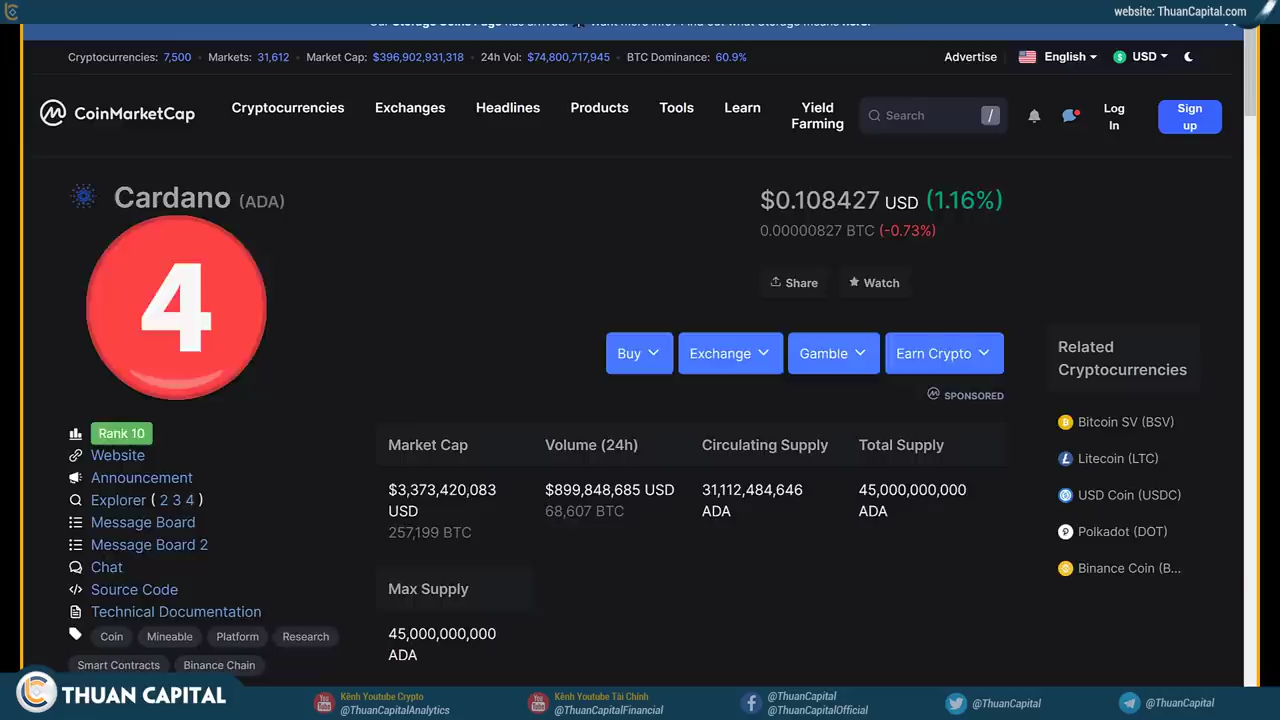 website: ThuanCapital.com
Cryptocurrencies: 7,500 • Markets: 31,612 • Market Cap: $396,902,931,318 • 24h Vol: $74,800,717,945 • BTC Dominance: 60.9%
Advertise
English
USD
CoinMarketCap
Cryptocurrencies
Exchanges
Headlines
Products
Tools
Learn
Yield
Farming
Search
/
Log
In
Sign
up
Cardano (ADA)
$0.108427 USD (1.16%)
0.00000827 BTC (-0.73%)
4
Share
Watch
Buy
Exchange
Gamble
Earn Crypto
SPONSORED
Related
Cryptocurrencies
Bitcoin SV (BSV)
Litecoin (LTC)
USD Coin (USDC)
Polkadot (DOT)
Binance Coin (B...
Rank 10
Website
Announcement
Explorer ( 2 3 4 )
Message Board
Message Board 2
Chat
Source Code
Technical Documentation
Coin
Mineable
Platform
Research
Smart Contracts
Binance Chain
Market Cap
Volume (24h)
Circulating Supply
Total Supply
$3,373,420,083
USD
257,199 BTC
$899,848,685 USD
68,607 BTC
31,112,484,646
ADA
45,000,000,000
ADA
Max Supply
45,000,000,000
ADA
THUAN CAPITAL
Kênh Youtube Crypto
@ThuanCapitalAnalytics
Kênh Youtube Tài Chính
@ThuanCapitalFinancial
@ThuanCapital
@ThuanCapitalOfficial
@ThuanCapital
@ThuanCapital